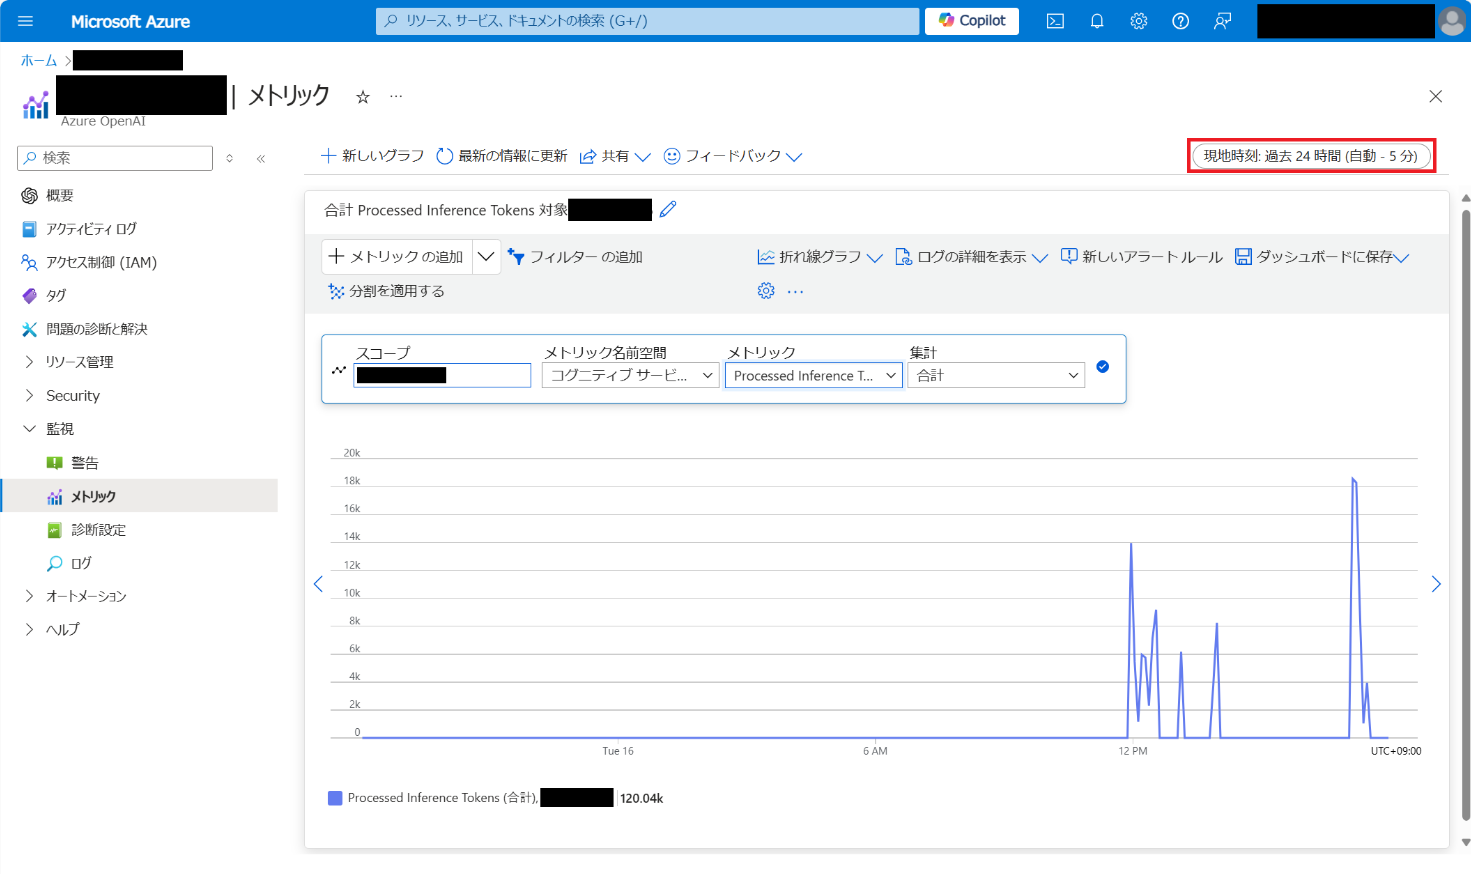 Microsoft Azure
リソース、サービス、ドキュメントの検索 (G+/)
Copilot
ホーム
| メトリック
Azure OpenAI
検索
概要
アクティビティ ログ
アクセス制御 (IAM)
タグ
問題の診断と解決
リソース管理
Security
監視
警告
メトリック
診断設定
ログ
オートメーション
ヘルプ
新しいグラフ
最新の情報に更新
共有
フィードバック
現地時刻: 過去 24 時間 (自動 - 5 分)
合計 Processed Inference Tokens 対象
メトリック の追加
フィルター の追加
分割を適用する
折れ線グラフ
ログの詳細を表示
新しいアラート ルール
ダッシュボードに保存
スコープ
メトリック名前空間
コグニティブ サービ...
メトリック
Processed Inference T...
集計
合計
20k
18k
16k
14k
12k
10k
8k
6k
4k
2k
0
Tue 16
6 AM
12 PM
UTC+09:00
Processed Inference Tokens (合計),
120.04k